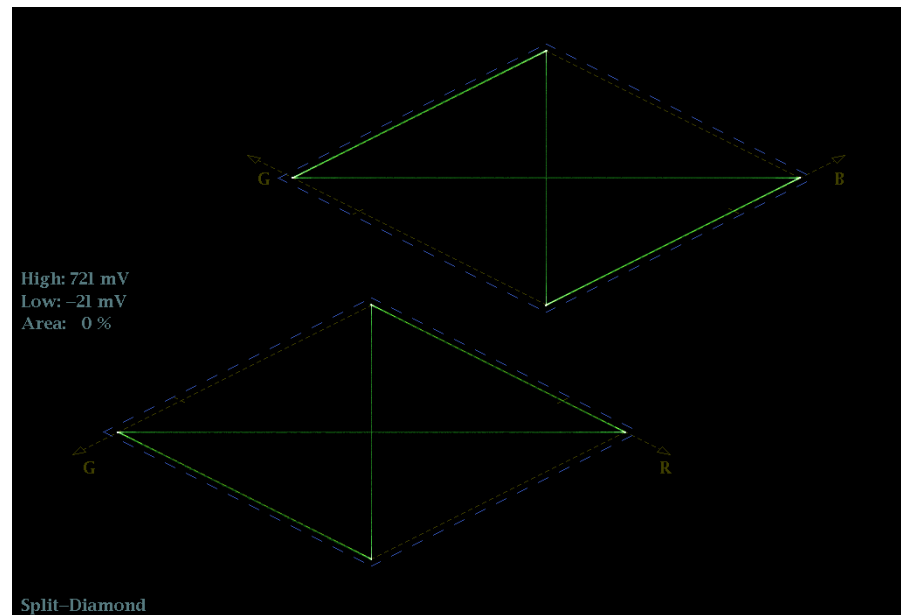 G B
High: 721 mV
Low: −21 mV
Area: 0 %
G R
Split−Diamond